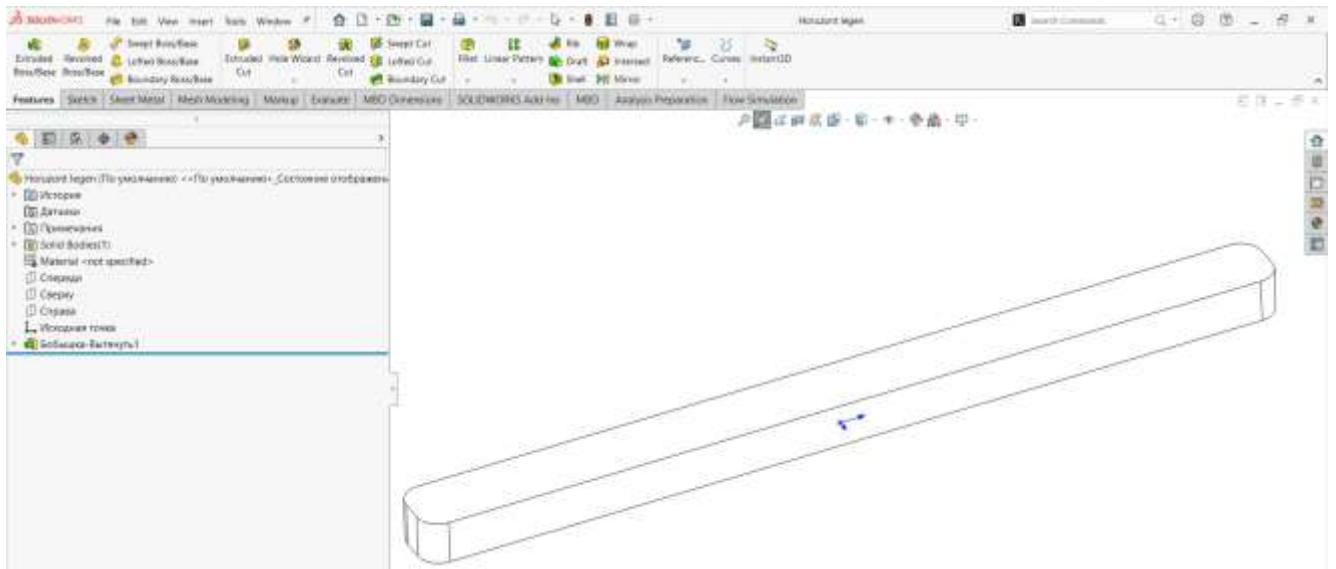 SOLIDWORKS File Edit View Insert Tools Window Horuzont legen Search Commands
Extruded Boss/Base
Revolved Boss/Base
Swept Boss/Base
Lofted Boss/Base
Boundary Boss/Base
Extruded Cut
Hole Wizard
Revolved Cut
Swept Cut
Lofted Cut
Boundary Cut
Fillet
Linear Pattern
Rib
Draft
Shell
Wrap
Intersect
Mirror
Referenc...
Curves
Instant3D
Features Sketch Sheet Metal Mesh Modeling Markup Evaluate MBD Dimensions SOLIDWORKS Add-Ins MBD Analysis Preparation Flow Simulation
Horuzont legen (По умолчанию) <<По умолчанию>_Состояние отображен
История
Датчики
Примечания
Solid Bodies(1)
Material <not specified>
Спереди
Сверху
Справа
Исходная точка
Бобышка-Вытянуть1